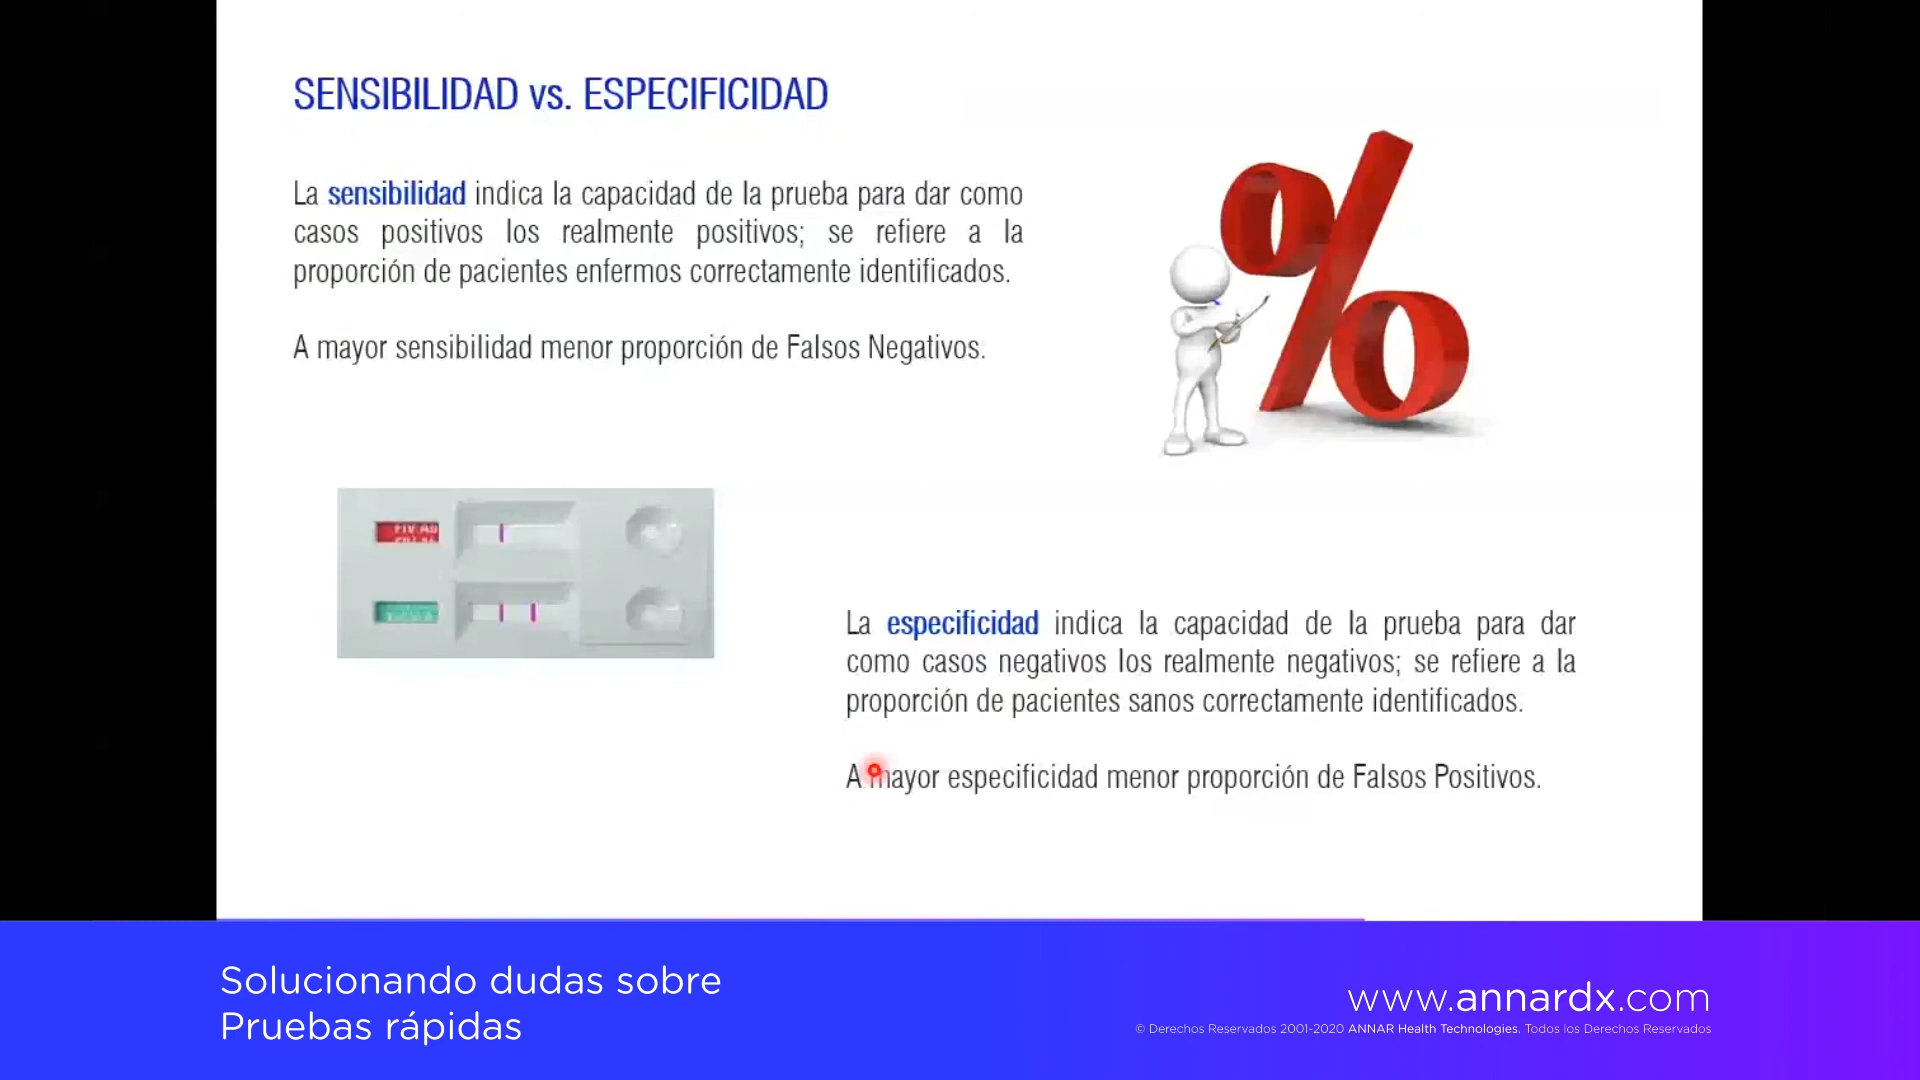 SENSIBILIDAD vs. ESPECIFICIDAD
La sensibilidad indica la capacidad de la prueba para dar como
casos positivos los realmente positivos; se refiere a la
proporción de pacientes enfermos correctamente identificados.
A mayor sensibilidad menor proporción de Falsos Negativos.
FIV Ab
La especificidad indica la capacidad de la prueba para dar
como casos negativos los realmente negativos; se refiere a la
proporción de pacientes sanos correctamente identificados.
A mayor especificidad menor proporción de Falsos Positivos.
Solucionando dudas sobre
Pruebas rápidas
www.annardx.com
© Derechos Reservados 2001-2020 ANNAR Health Technologies. Todos los Derechos Reservados